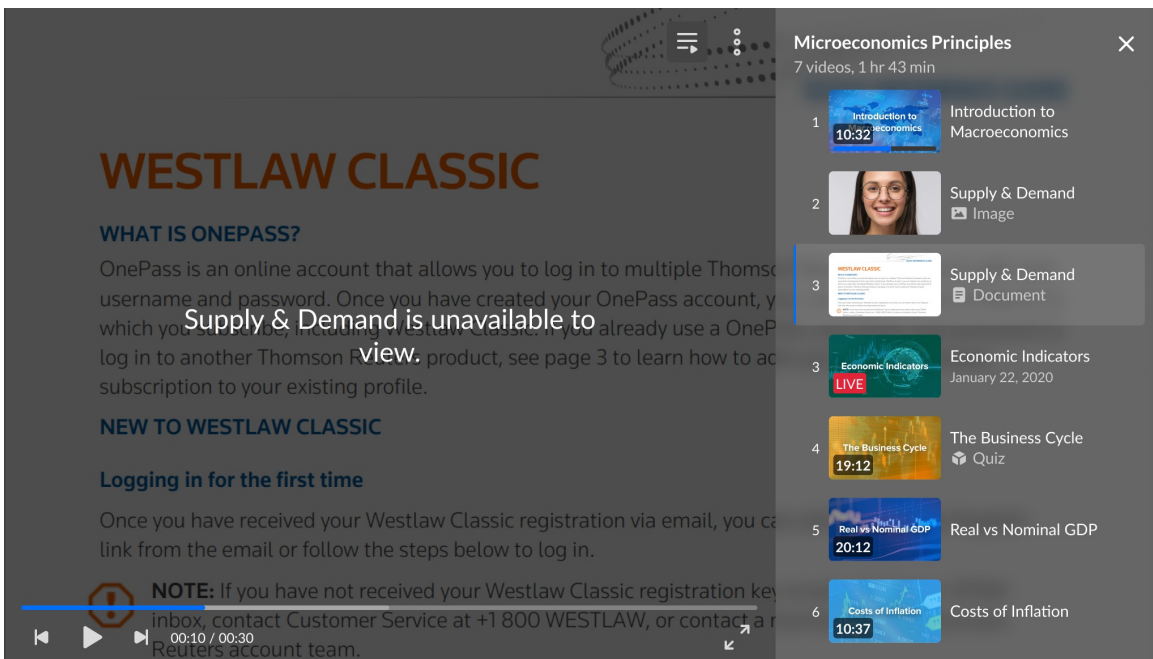 WESTLAW CLASSIC
WHAT IS ONEPASS?
OnePass is an online account that allows you to log in to multiple Thomso
username and password. Once you have created your OnePass account, y
which you subscribe, including Westlaw Classic. If you already use a OneP
log in to another Thomson Reuters product, see page 3 to learn how to ad
subscription to your existing profile.
Supply & Demand is unavailable to
view.
NEW TO WESTLAW CLASSIC
Logging in for the first time
Once you have received your Westlaw Classic registration via email, you ca
link from the email or follow the steps below to log in.
NOTE: If you have not received your Westlaw Classic registration key
inbox, contact Customer Service at +1 800 WESTLAW, or contact a r
Reuters account team.
00:10 / 00:30
Microeconomics Principles
7 videos, 1 hr 43 min
1
Introduction to
10:32
Introduction to
Macroeconomics
2
Supply & Demand
Image
3
WESTLAW CLASSIC
Supply & Demand
Document
3
Economic Indicators
LIVE
Economic Indicators
January 22, 2020
4
The Business Cycle
19:12
The Business Cycle
Quiz
5
Real vs Nominal GDP
20:12
Real vs Nominal GDP
6
Costs of Inflation
10:37
Costs of Inflation